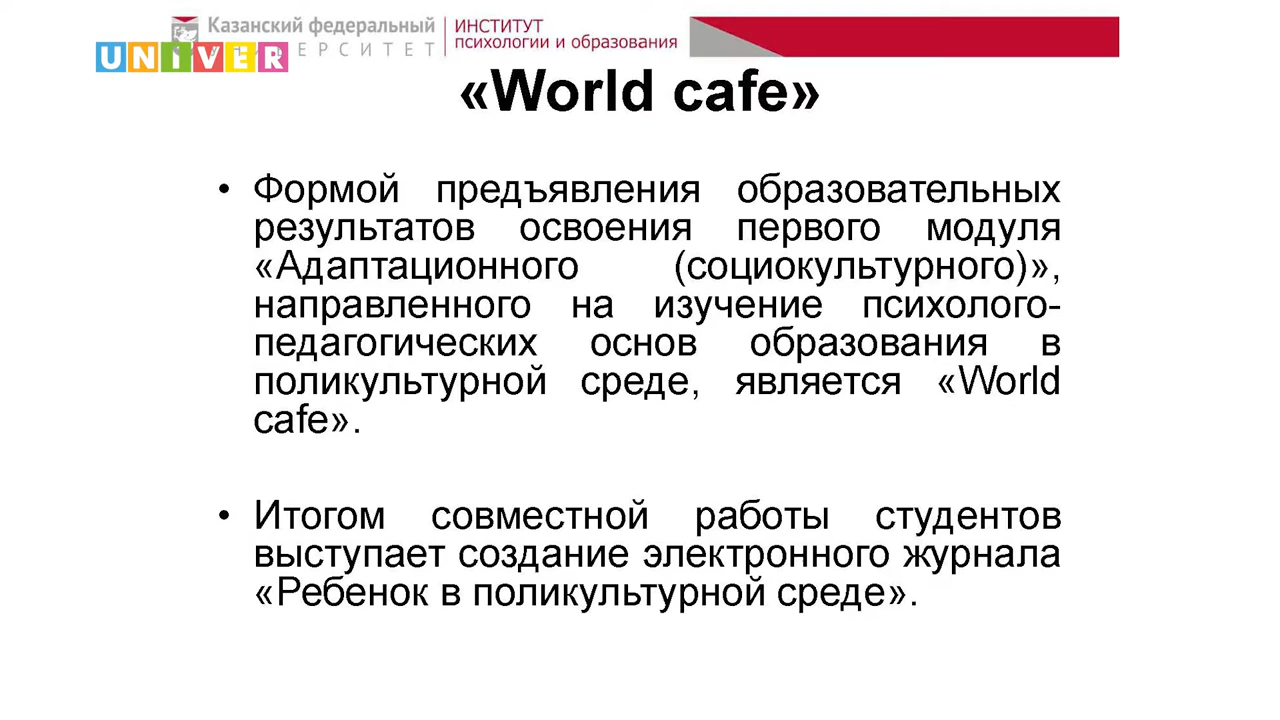 Казанский федеральный
ЕРСИТЕТ
ИНСТИТУТ
психологии и образования
UNIVER
«World cafe»
• Формой предъявления образовательных
результатов освоения первого модуля
«Адаптационного (социокультурного)»,
направленного на изучение психолого-
педагогических основ образования в
поликультурной среде, является «World
cafe».
• Итогом совместной работы студентов
выступает создание электронного журнала
«Ребенок в поликультурной среде».